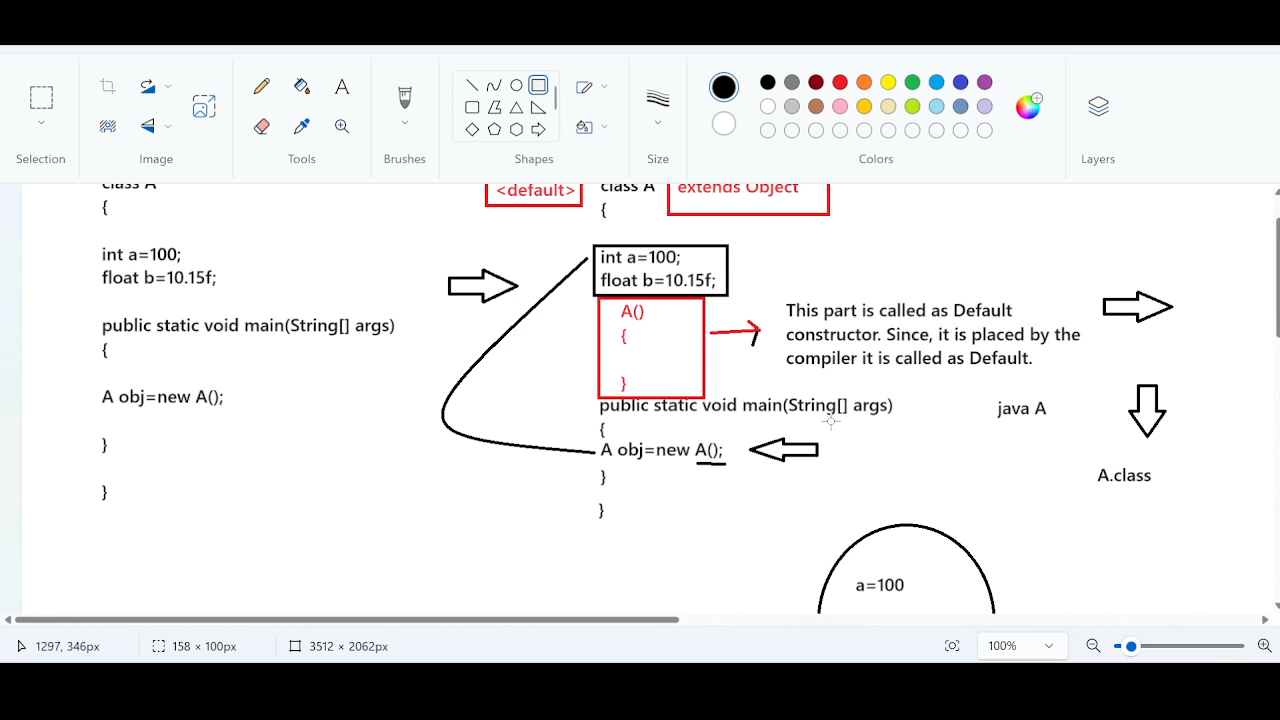 Selection
Image
Tools
Brushes
Shapes
Size
Colors
Layers
class A
{
int a=100;
float b=10.15f;
public static void main(String[] args)
{
A obj=new A();
}
}
<default>
class A
extends Object
{
int a=100;
float b=10.15f;
A()
{
}
public static void main(String[] args)
{
A obj=new A();
}
}
This part is called as Default
constructor. Since, it is placed by the
compiler it is called as Default.
java A
A.class
a=100
1297, 346px
158 × 100px
3512 × 2062px
100%